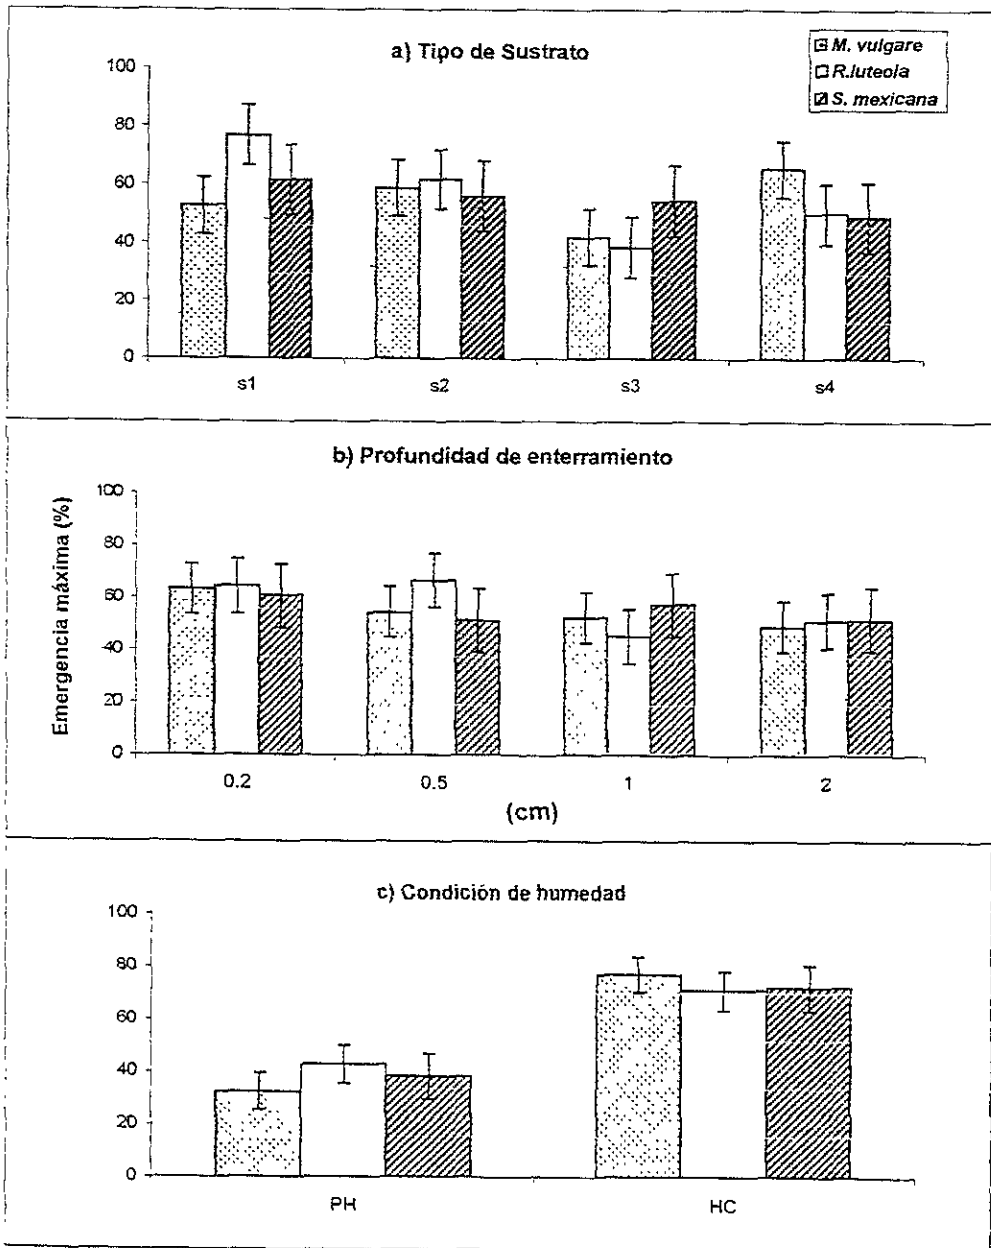 a) Tipo de Sustrato
M. vulgare
R.luteola
S. mexicana
100
80
60
40
20
0
s1 s2 s3 s4
b) Profundidad de enterramiento
Emergencia máxima (%)
100
80
60
40
20
0
0.2 0.5 1 2
(cm)
c) Condición de humedad
100
80
60
40
20
0
PH HC